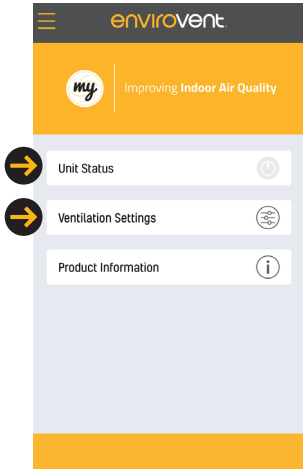 envirovent.
my
Improving Indoor Air Quality
Unit Status
Ventilation Settings
Product Information
i